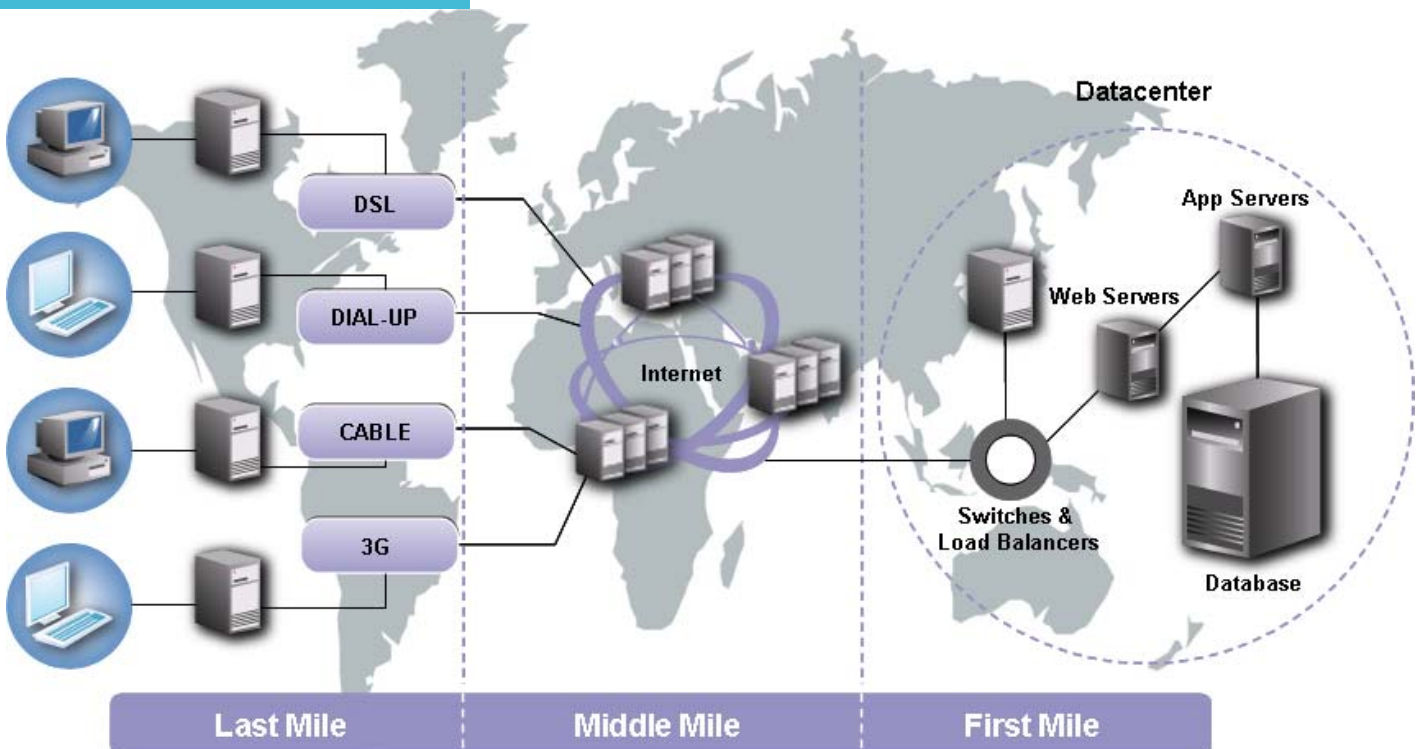 Datacenter
App Servers
DSL
Web Servers
DIAL-UP
Internet
CABLE
Switches &
Load Balancers
3G
Database
Last Mile
Middle Mile
First Mile